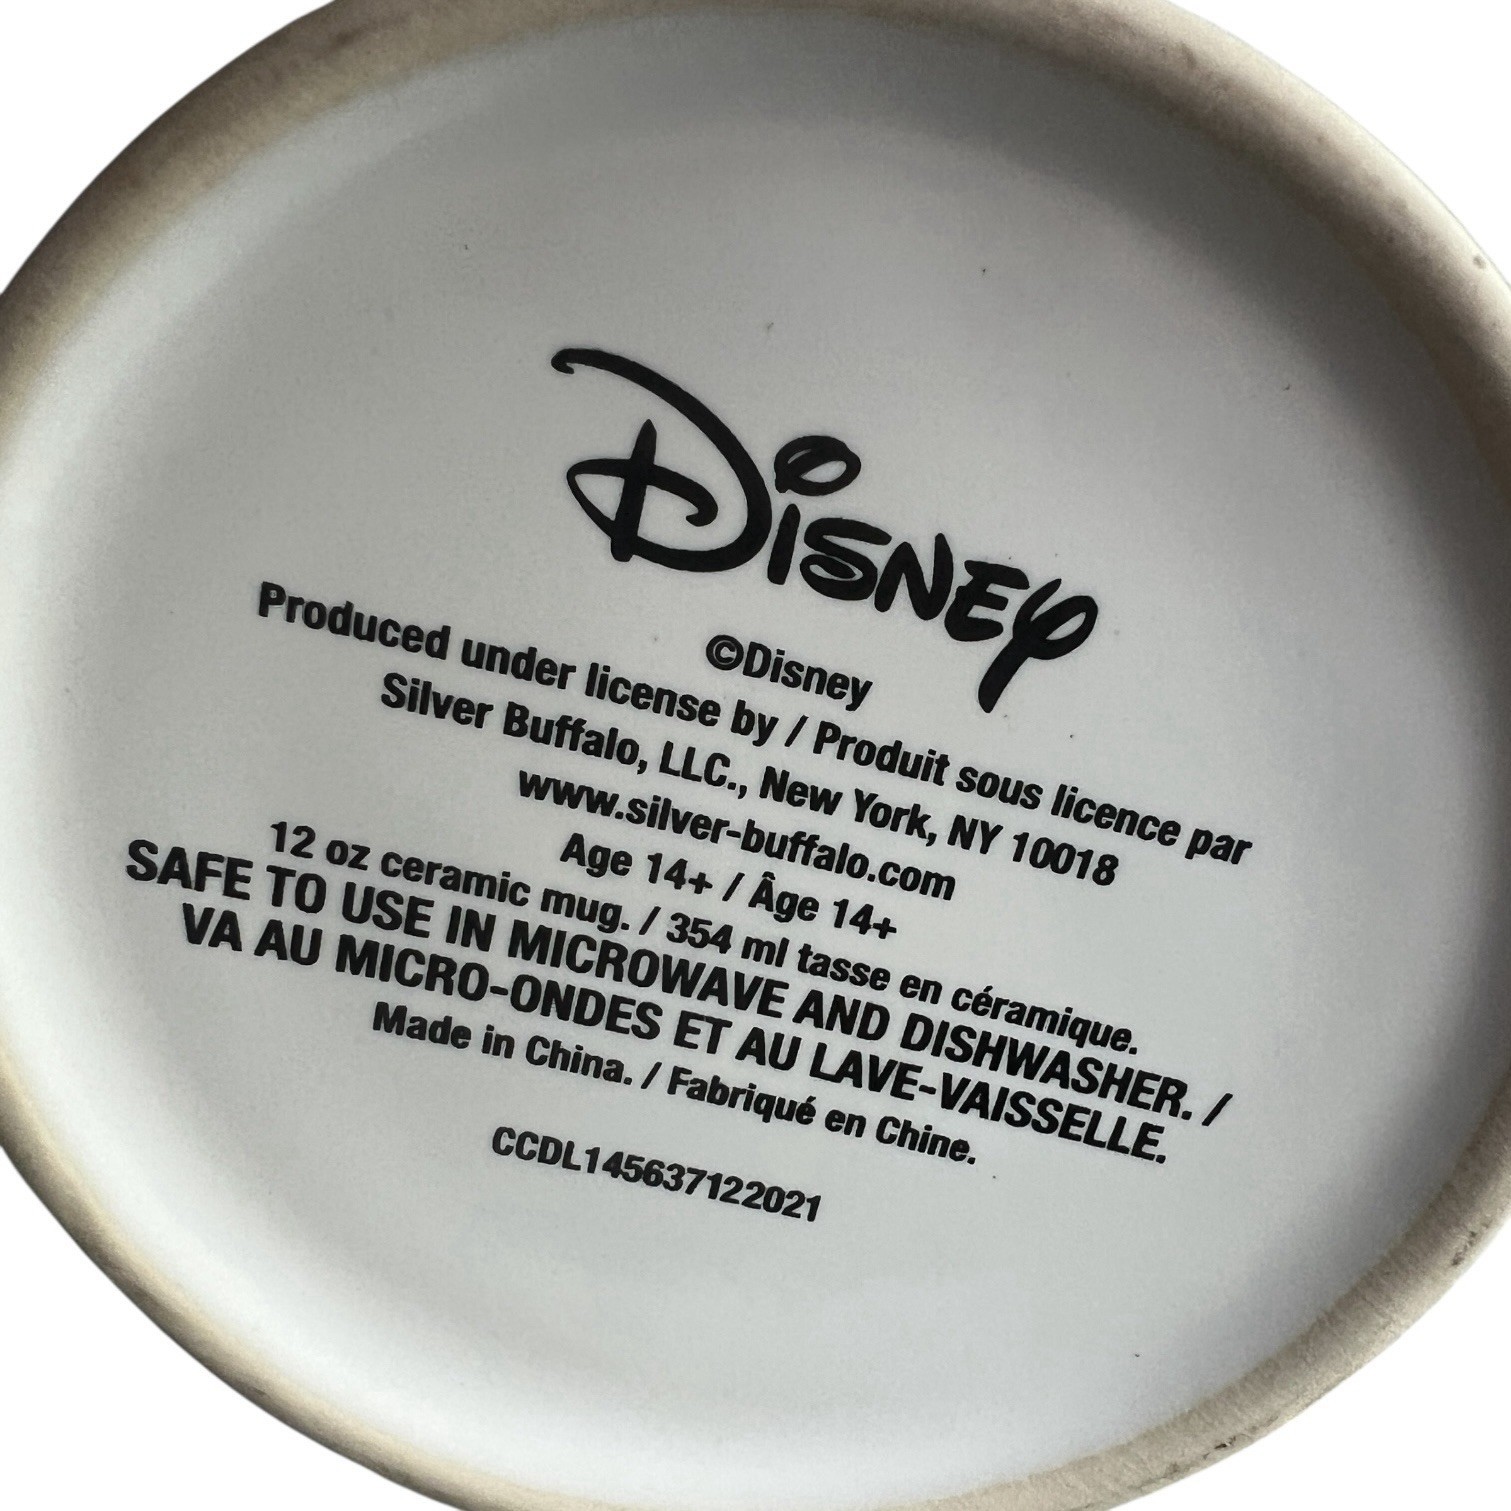 Disney
©Disney
Produced under license by / Produit sous licence par
Silver Buffalo, LLC., New York, NY 10018
www.silver-buffalo.com
Age 14+ / Âge 14+
12 oz ceramic mug. / 354 ml tasse en céramique.
SAFE TO USE IN MICROWAVE AND DISHWASHER. /
VA AU MICRO-ONDES ET AU LAVE-VAISSELLE.
Made in China. / Fabriqué en Chine.
CCDL145637122021